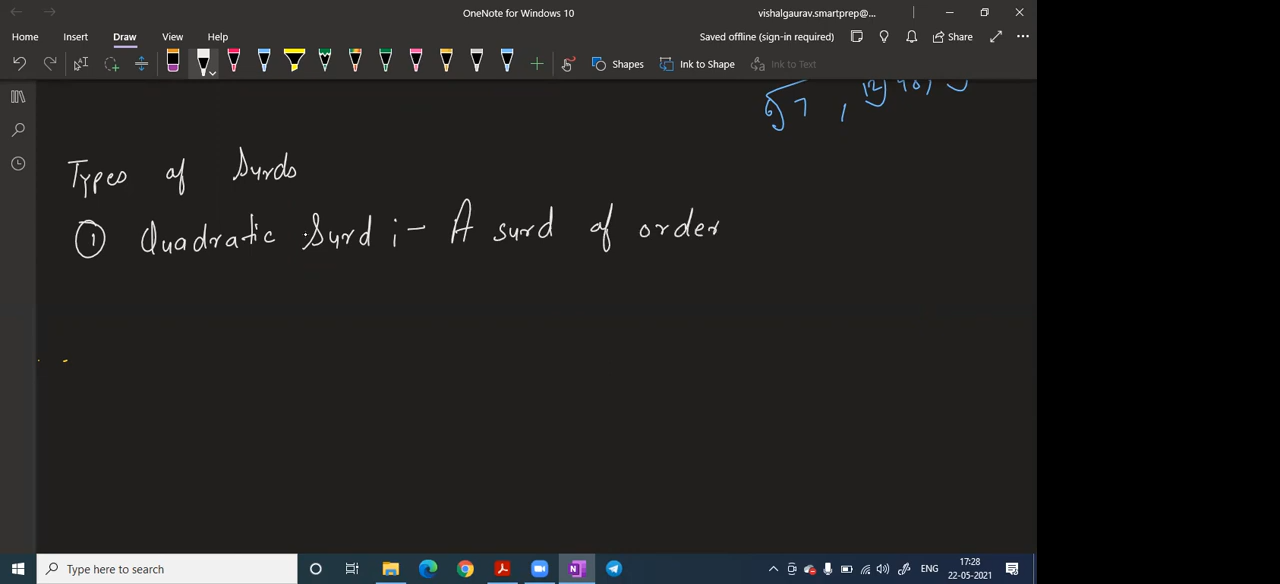 OneNote for Windows 10
vishalgaurav.smartprep@...
Home Insert Draw View Help
Saved offline (sign-in required)
Share
Shapes
Ink to Shape
Ink to Text
6√7 ,
Types of Surds
① Quadratic Surd :- A surd of order
Type here to search
ENG
17:28
22-05-2021